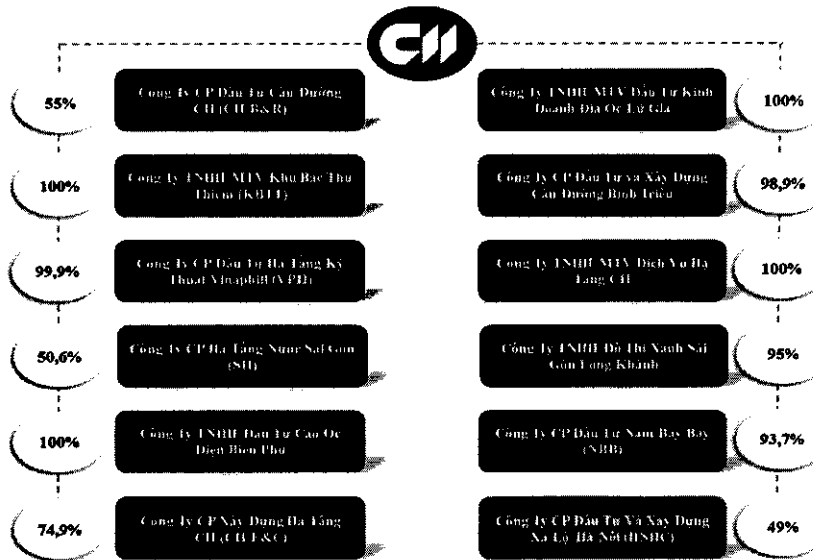 CII
55%
Công Ty CP Đầu Tư Cầu Đường
CII (CII B&R)
100%
Công Ty TNHH MTV Khu Bắc Thủ
Thiêm (KBTT)
99,9%
Công Ty CP Đầu Tư Hạ Tầng Kỹ
Thuật Vinaphil (VPII)
50,6%
Công Ty CP Hạ Tầng Nước Sài Gòn
(SII)
100%
Công Ty TNHH Đầu Tư Cao Ốc
Điện Biên Phủ
74,9%
Công Ty CP Xây Dựng Hạ Tầng
CII (CII E&C)
Công Ty TNHH MTV Đầu Tư Kinh
Doanh Địa Ốc Lữ Gia
100%
Công Ty CP Đầu Tư và Xây Dựng
Cầu Đường Bình Triệu
98,9%
Công Ty TNHH MTV Dịch Vụ Hạ
Tầng CII
100%
Công Ty TNHH Đô Thị Xanh Sài
Gòn Long Khánh
95%
Công Ty CP Đầu Tư Năm Bảy Bảy
(NBB)
93,7%
Công Ty CP Đầu Tư Và Xây Dựng
Xa Lộ Hà Nội (HNHC)
49%